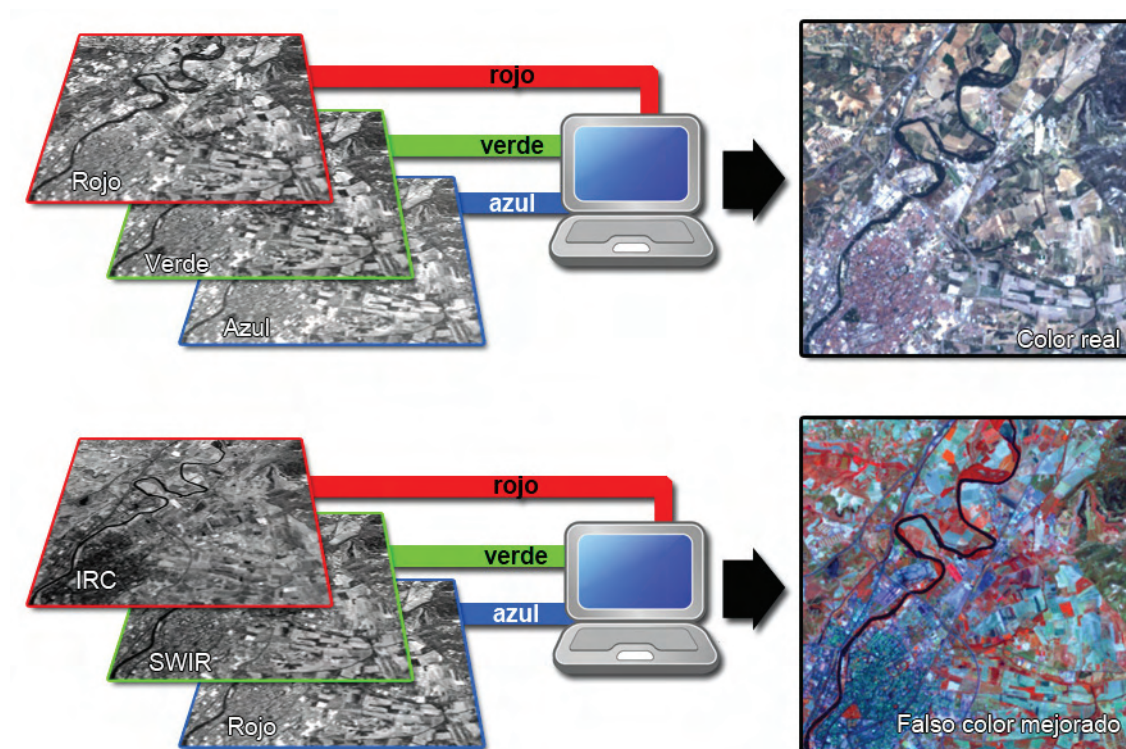 rojo
verde
azul
Rojo
Verde
Azul
Color real
rojo
verde
azul
IRC
SWIR
Rojo
Falso color mejorado